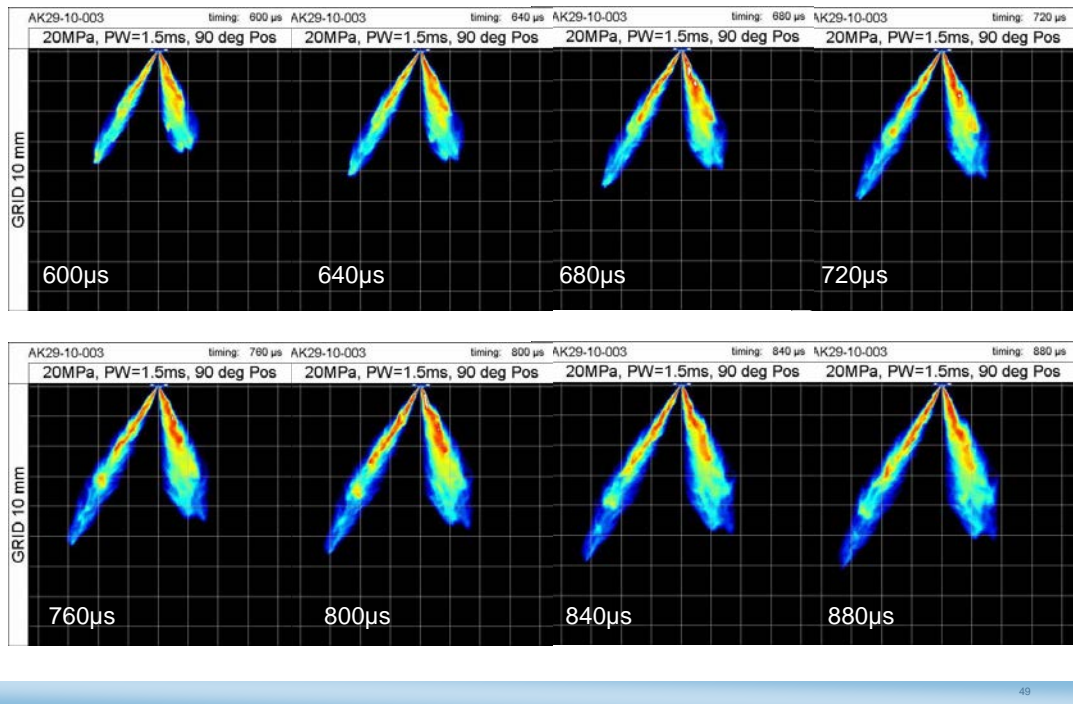 AK29-10-003 timing: 600 µs AK29-10-003 timing: 640 µs AK29-10-003 timing: 680 µs AK29-10-003 timing: 720 µs
20MPa, PW=1.5ms, 90 deg Pos 20MPa, PW=1.5ms, 90 deg Pos 20MPa, PW=1.5ms, 90 deg Pos 20MPa, PW=1.5ms, 90 deg Pos
GRID 10 mm
600µs 640µs 680µs 720µs
AK29-10-003 timing: 760 µs AK29-10-003 timing: 800 µs AK29-10-003 timing: 840 µs AK29-10-003 timing: 880 µs
20MPa, PW=1.5ms, 90 deg Pos 20MPa, PW=1.5ms, 90 deg Pos 20MPa, PW=1.5ms, 90 deg Pos 20MPa, PW=1.5ms, 90 deg Pos
GRID 10 mm
760µs 800µs 840µs 880µs
49